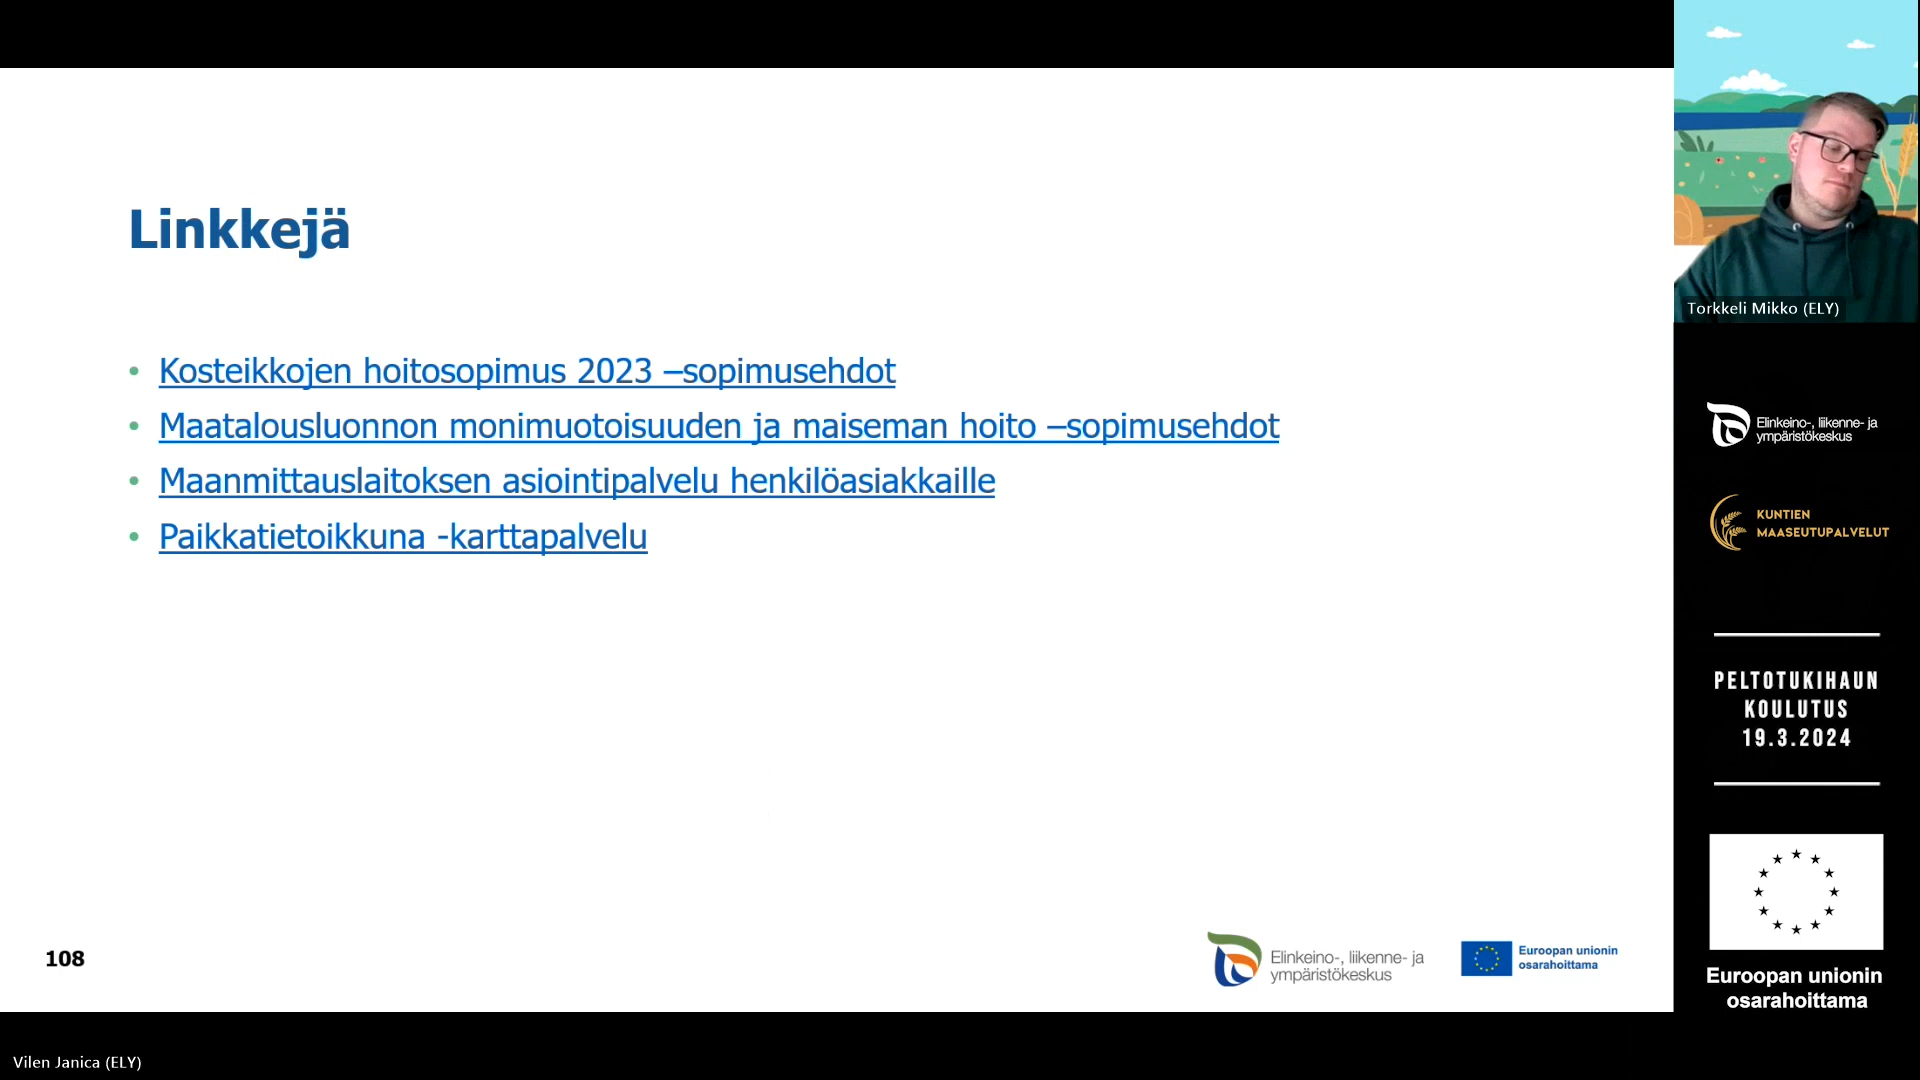 Linkkejä
• Kosteikkojen hoitosopimus 2023 –sopimusehdot
• Maatalousluonnon monimuotoisuuden ja maiseman hoito –sopimusehdot
• Maanmittauslaitoksen asiointipalvelu henkilöasiakkaille
• Paikkatietoikkuna -karttapalvelu
108
Elinkeino-, liikenne- ja
ympäristökeskus
Euroopan unionin
osarahoittama
Torkkeli Mikko (ELY)
Elinkeino-, liikenne- ja
ympäristökeskus
KUNTIEN
MAASEUTUPALVELUT
PELTOTUKIHAUN
KOULUTUS
19.3.2024
Euroopan unionin
osarahoittama
Vilen Janica (ELY)